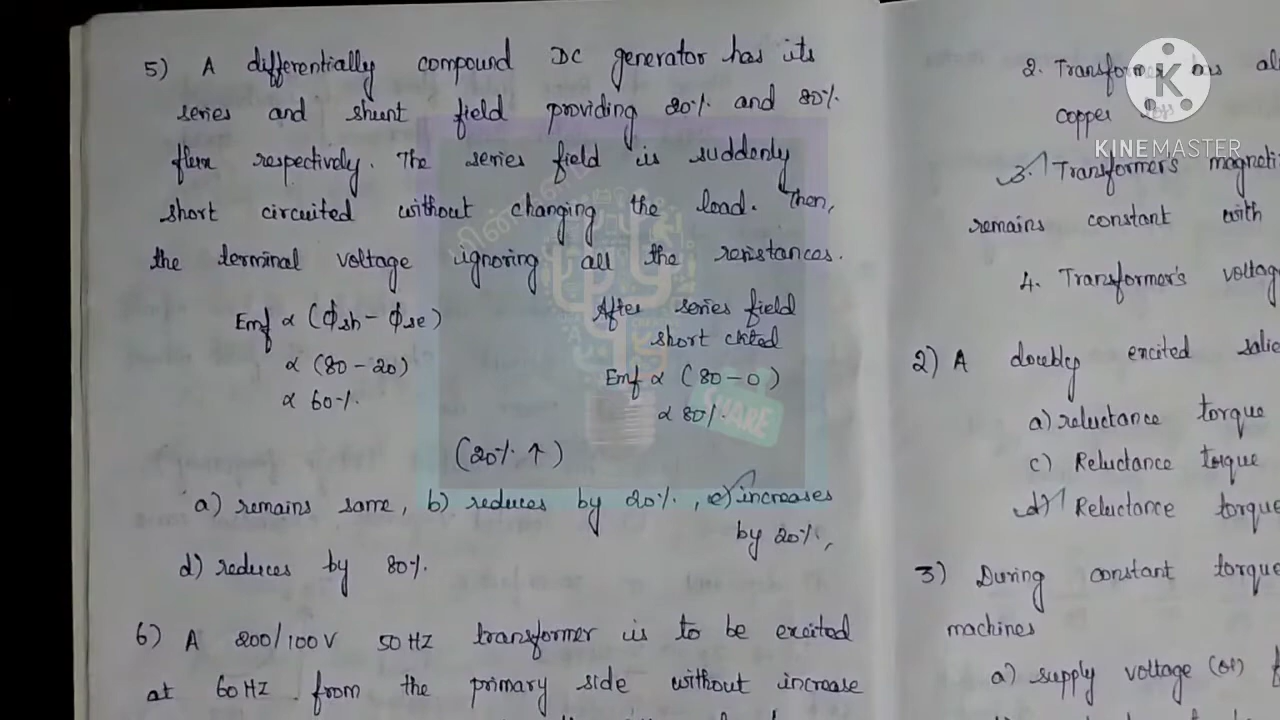 5) A differentially compound DC generator has its
series and shunt field providing 20% and 80%
flux respectively. The series field is suddenly
short circuited without changing the load. Then,
the terminal voltage ignoring all the resistances.
Emf ∝ (ϕsh - ϕse)
∝ (80-20)
∝ 60%.
After series field
short ckted
Emf ∝ (80-0)
∝ 80%.
(20% ↑)
a) remains same, b) reduces by 20%, c) increases
by 20%,
d) reduces by 80%.
6) A 200/100V 50HZ transformer is to be excited
at 60HZ from the primary side without increase
SHARE
2. Transformer has al
copper loss
K
KINEMASTER
3. Transformer's magneti
remains constant with
4. Transformer's voltag
2) A doubly excited salie
a) reluctance torque
c) Reluctance torque
d) Reluctance torque
3) During constant torque
machines
a) supply voltage (or) f